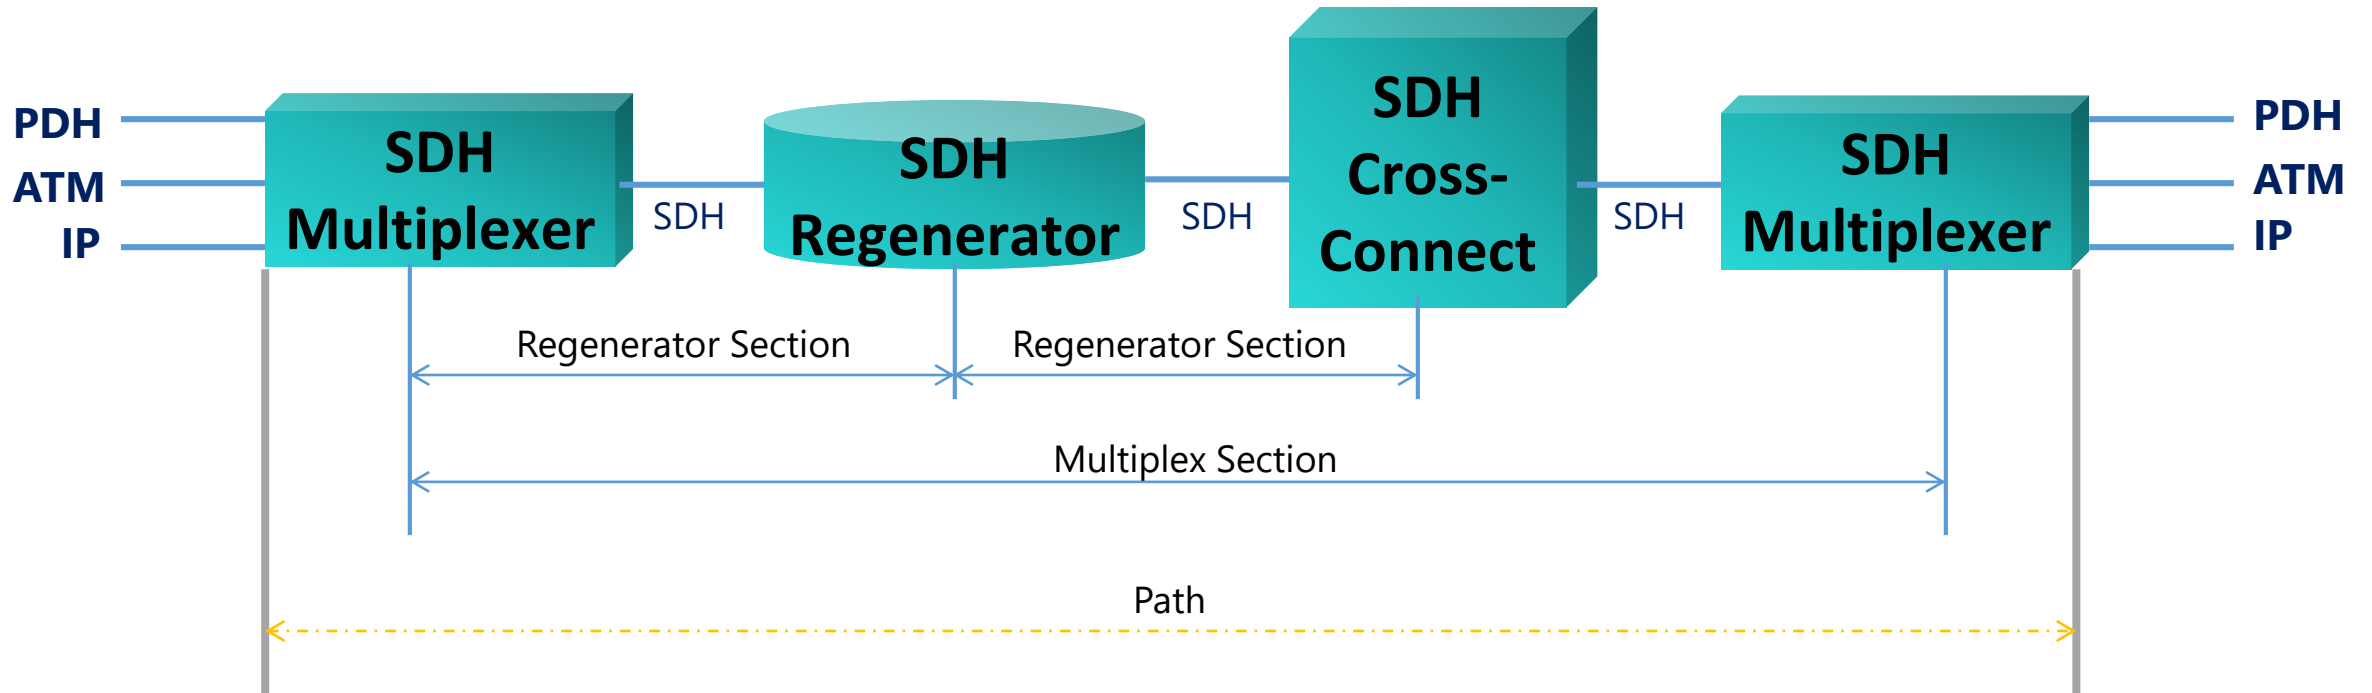 PDH
ATM
IP
SDH
Multiplexer
SDH
SDH
Regenerator
SDH
SDH
Cross-
Connect
SDH
SDH
Multiplexer
PDH
ATM
IP
Regenerator Section
Regenerator Section
Multiplex Section
Path